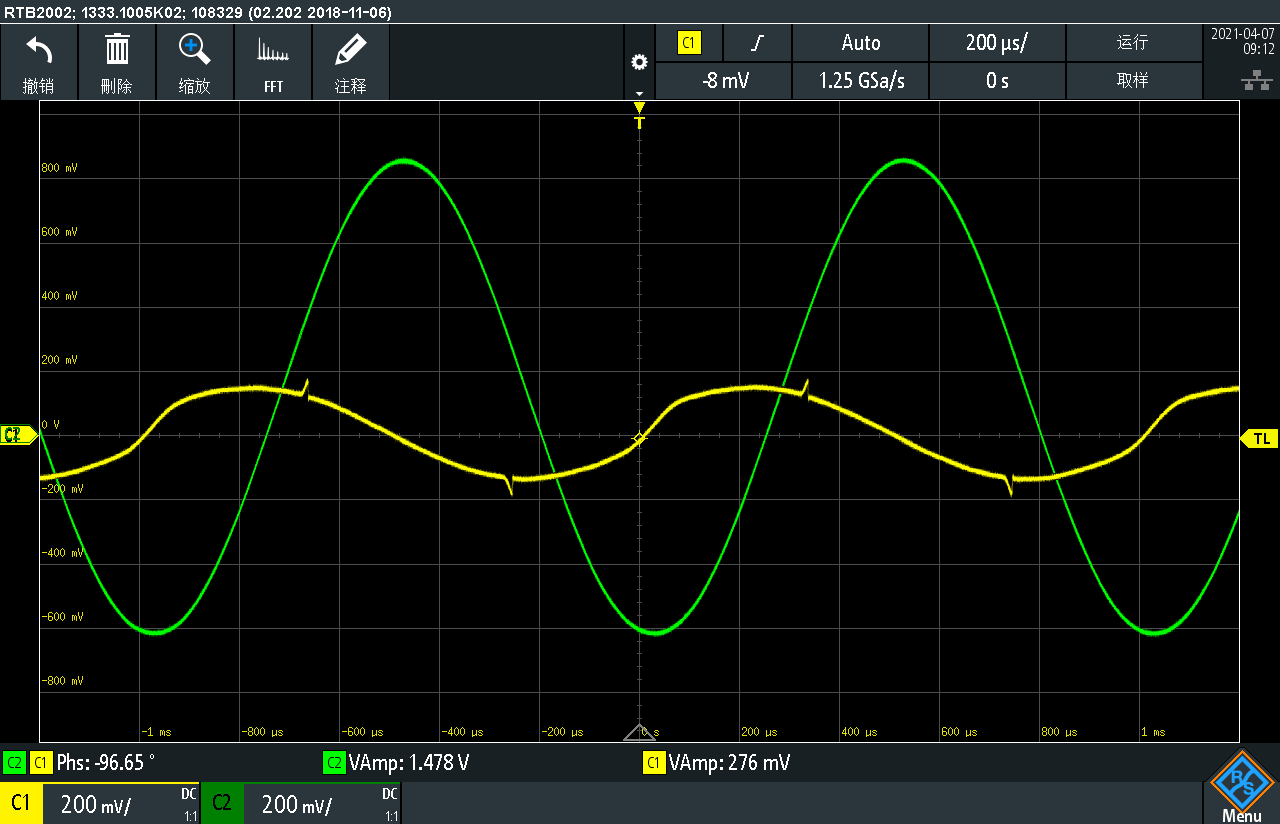 RTB2002; 1333.1005K02; 108329 (02.202 2018-11-06)
撤销
刪除
缩放
FFT
注释
C1
Auto
200 µs/
运行
2021-04-07
09:12
-8 mV
1.25 GSa/s
0 s
取样
T
800 mV
600 mV
400 mV
200 mV
0 V
-200 mV
-400 mV
-600 mV
-800 mV
TL
-1 ms
-800 µs
-600 µs
-400 µs
-200 µs
0 s
200 µs
400 µs
600 µs
800 µs
1 ms
C2 C1 Phs: -96.65 °
C2 VAmp: 1.478 V
C1 VAmp: 276 mV
C1 200 mV/ DC 1:1
C2 200 mV/ DC 1:1
R&S
Menu